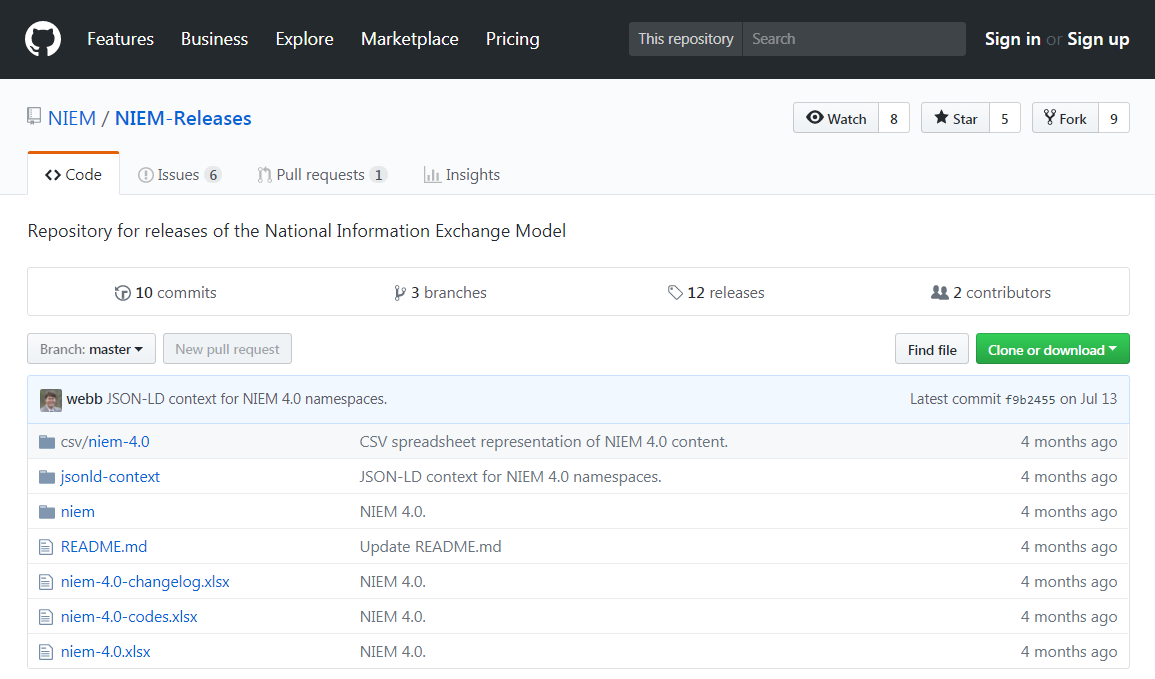 Features Business Explore Marketplace Pricing This repository Search Sign in or Sign up
NIEM / NIEM-Releases Watch 8 Star 5 Fork 9
Code Issues 6 Pull requests 1 Insights
Repository for releases of the National Information Exchange Model
10 commits 3 branches 12 releases 2 contributors
Branch: master New pull request Find file Clone or download
webb JSON-LD context for NIEM 4.0 namespaces. Latest commit f9b2455 on Jul 13
csv/niem-4.0 CSV spreadsheet representation of NIEM 4.0 content. 4 months ago
jsonld-context JSON-LD context for NIEM 4.0 namespaces. 4 months ago
niem NIEM 4.0. 4 months ago
README.md Update README.md 4 months ago
niem-4.0-changelog.xlsx NIEM 4.0. 4 months ago
niem-4.0-codes.xlsx NIEM 4.0. 4 months ago
niem-4.0.xlsx NIEM 4.0. 4 months ago